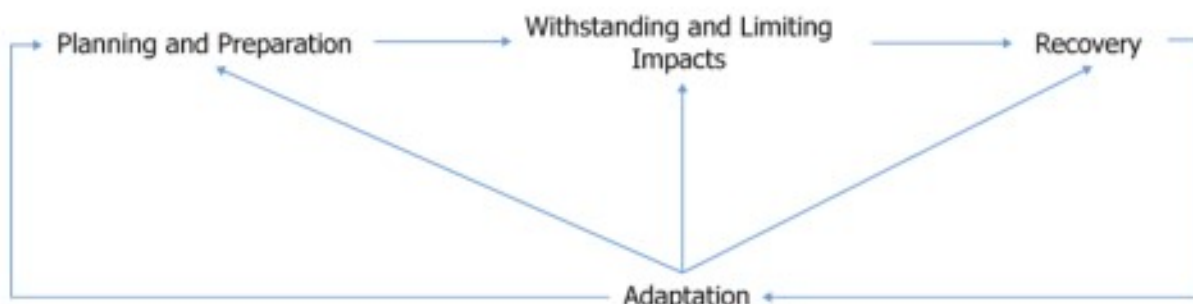 Planning and Preparation
Withstanding and Limiting
Impacts
Recovery
Adaptation